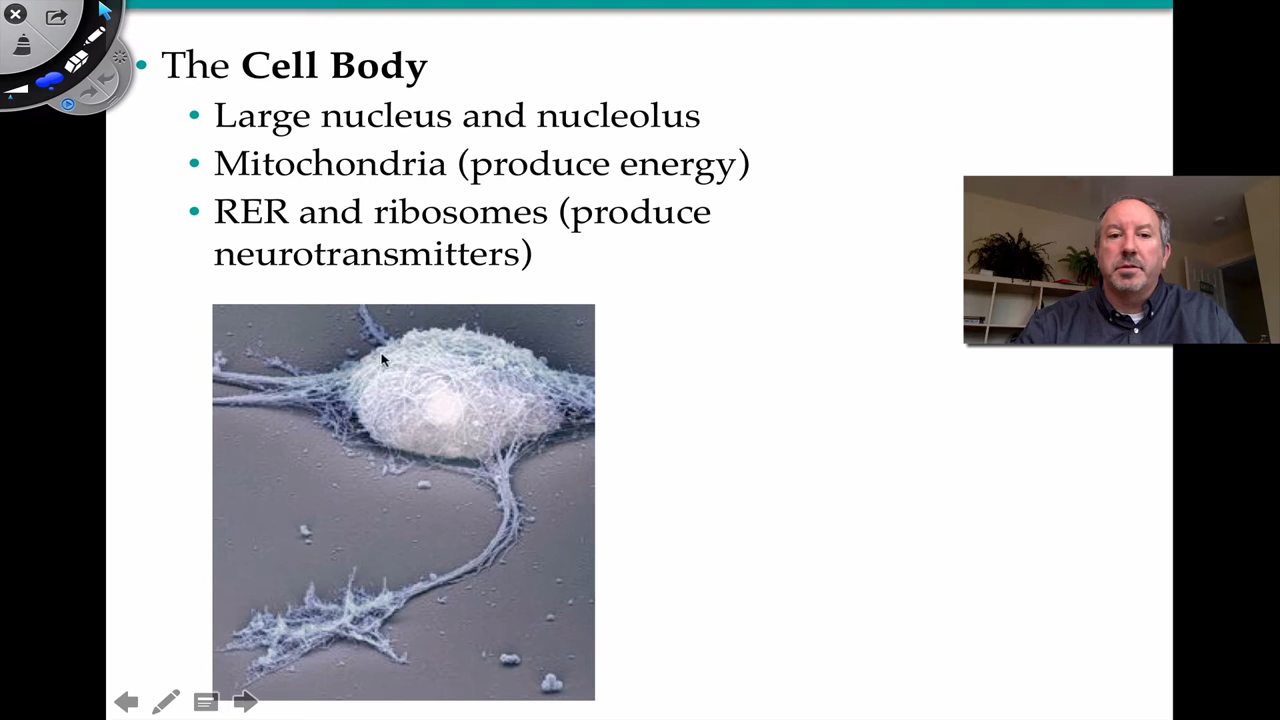 • The Cell Body
• Large nucleus and nucleolus
• Mitochondria (produce energy)
• RER and ribosomes (produce
neurotransmitters)